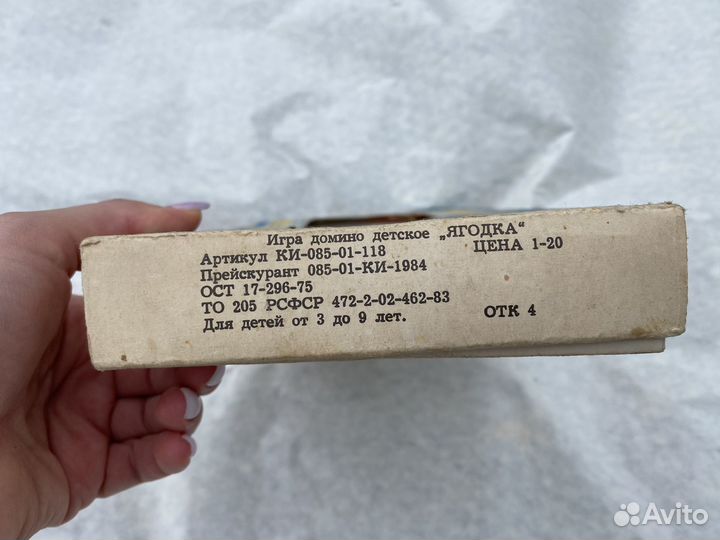 Игра домино детское „ЯГОДКА“
Артикул КИ-085-01-118 ЦЕНА 1-20
Прейскурант 085-01-КИ-1984
ОСТ 17-296-75
ТО 205 РСФСР 472-2-02-462-83
Для детей от 3 до 9 лет. ОТК 4
Avito